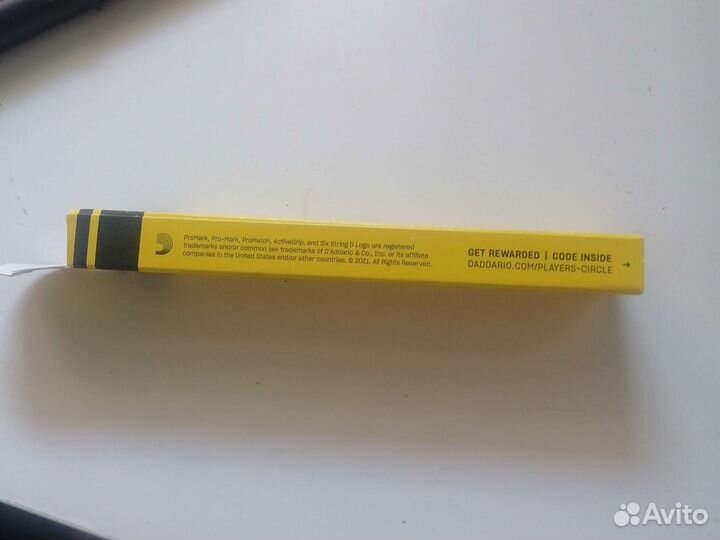 ProMark, Pro-Mark, ProMatch, ActiveGrip, and Six String D Logo are registered
trademarks and/or common law trademarks of D'Addario & Co., Inc. or its affiliate
companies in the United States and/or other countries. © 2021. All Rights Reserved.
GET REWARDED | CODE INSIDE
DADDARIO.COM/PLAYERS-CIRCLE →
Avito